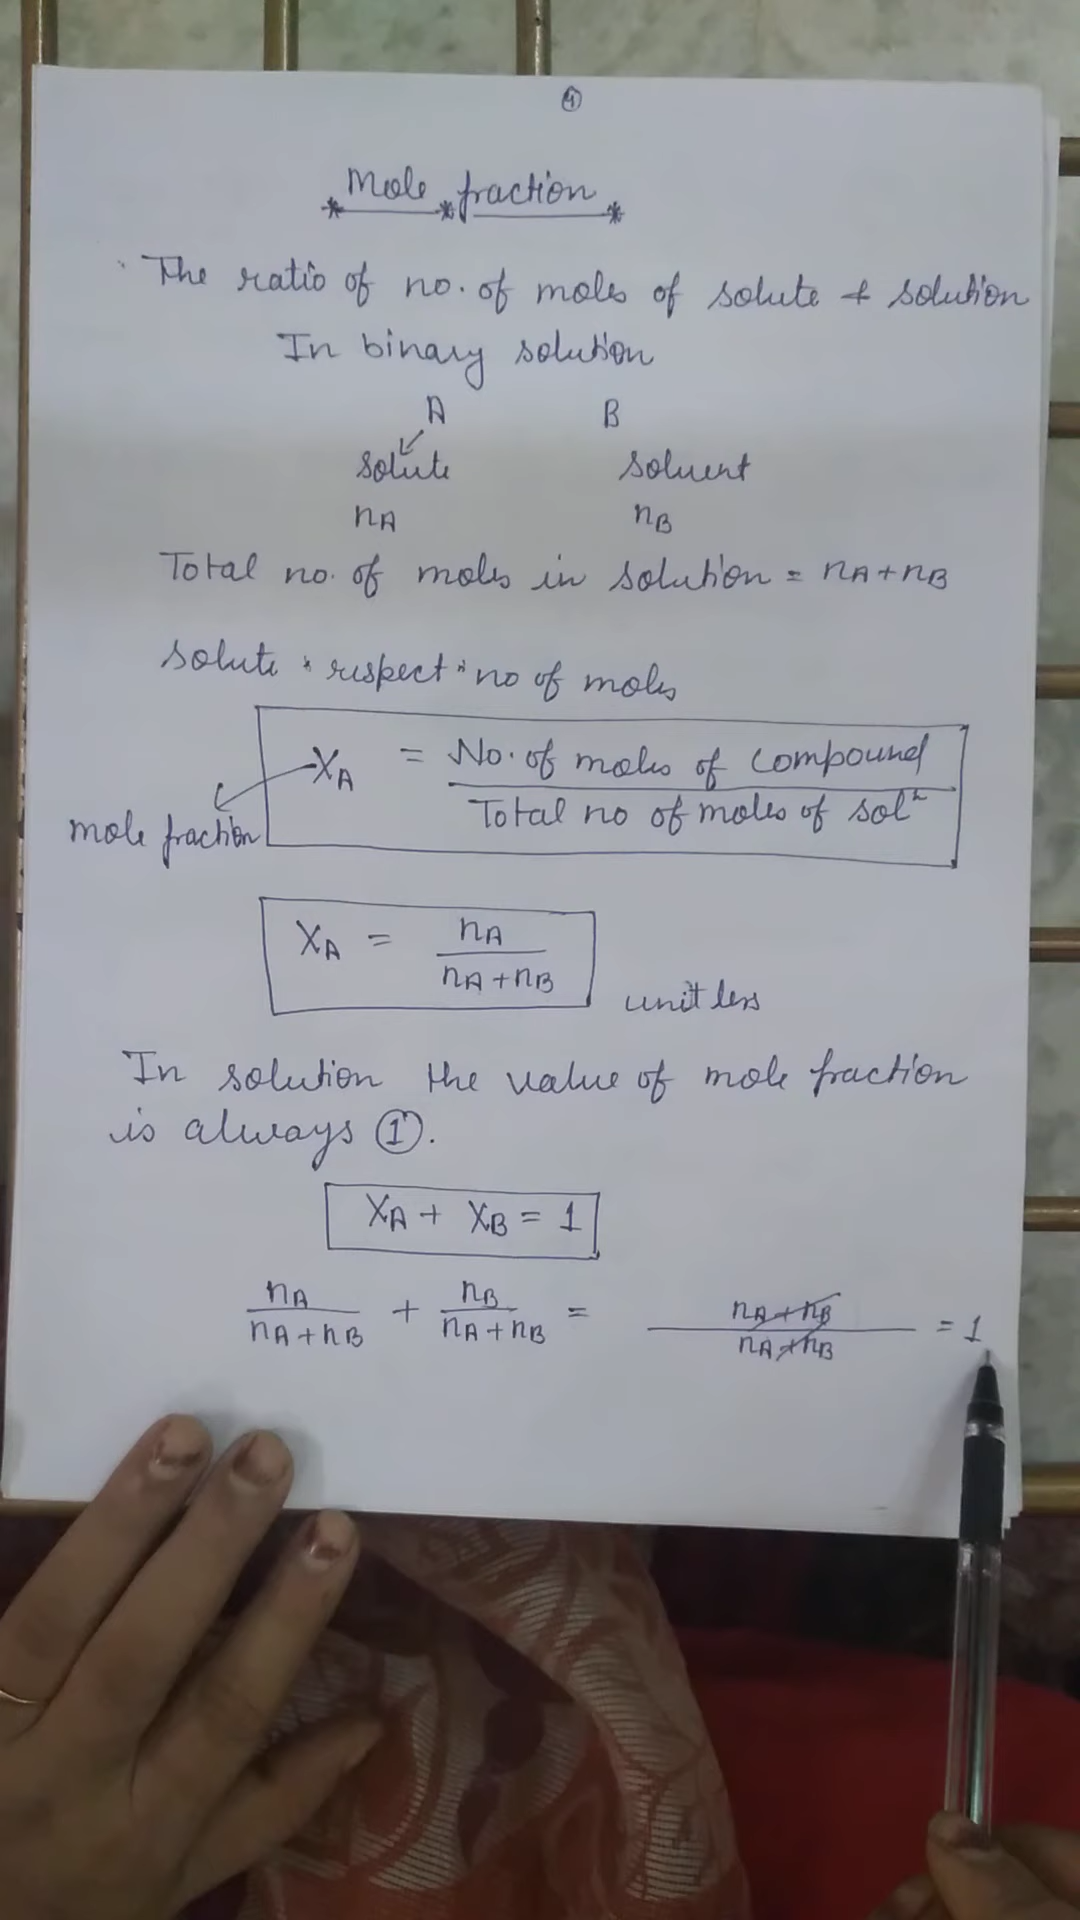 4
Mole fraction
The ratio of no. of moles of solute & solution
In binary solution
A B
solute solvent
nA nB
Total no. of moles in solution = nA+nB
solute " respect " no of moles
XA = No. of moles of compound / Total no of moles of solⁿ
mole fraction
XA = nA / nA+nB
unit less
In solution the value of mole fraction
is always 1.
XA + XB = 1
nA / nA+nB + nB / nA+nB = nA+nB / nA+nB = 1